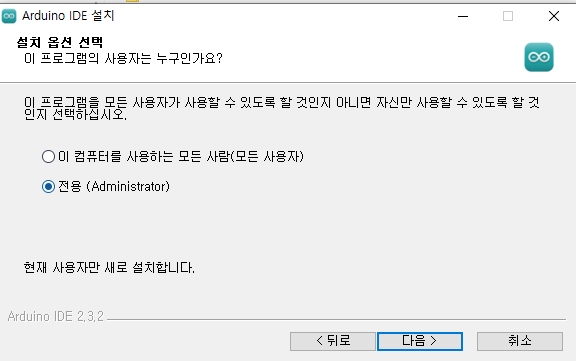 Arduino IDE 설치
설치 옵션 선택
이 프로그램의 사용자는 누구인가요?
이 프로그램을 모든 사용자가 사용할 수 있도록 할 것인지 아니면 자신만 사용할 수 있도록 할 것
인지 선택하십시오.
이 컴퓨터를 사용하는 모든 사람(모든 사용자)
전용 (Administrator)
현재 사용자만 새로 설치합니다.
Arduino IDE 2.3.2
< 뒤로
다음 >
취소